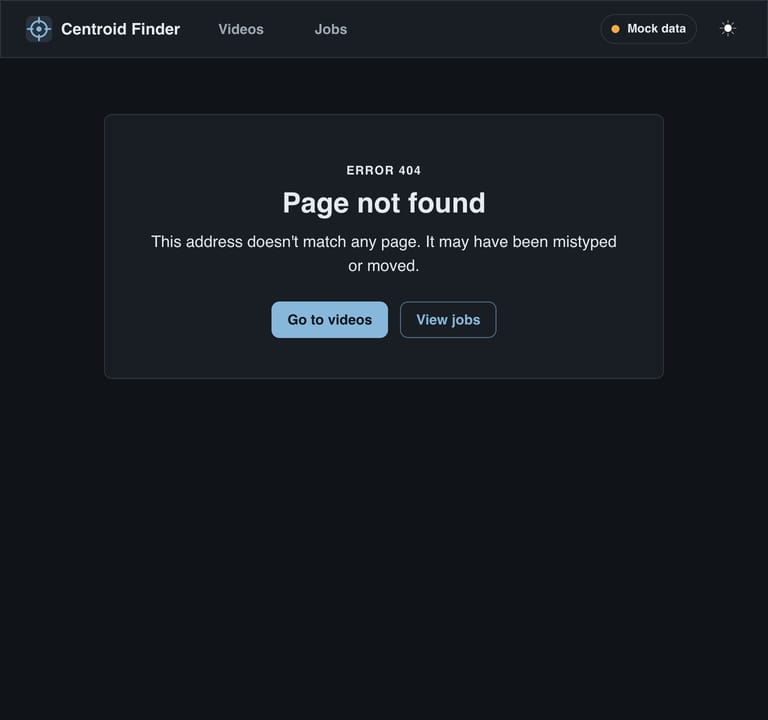 Centroid Finder
Videos
Jobs
Mock data
ERROR 404
Page not found
This address doesn't match any page. It may have been mistyped
or moved.
Go to videos
View jobs